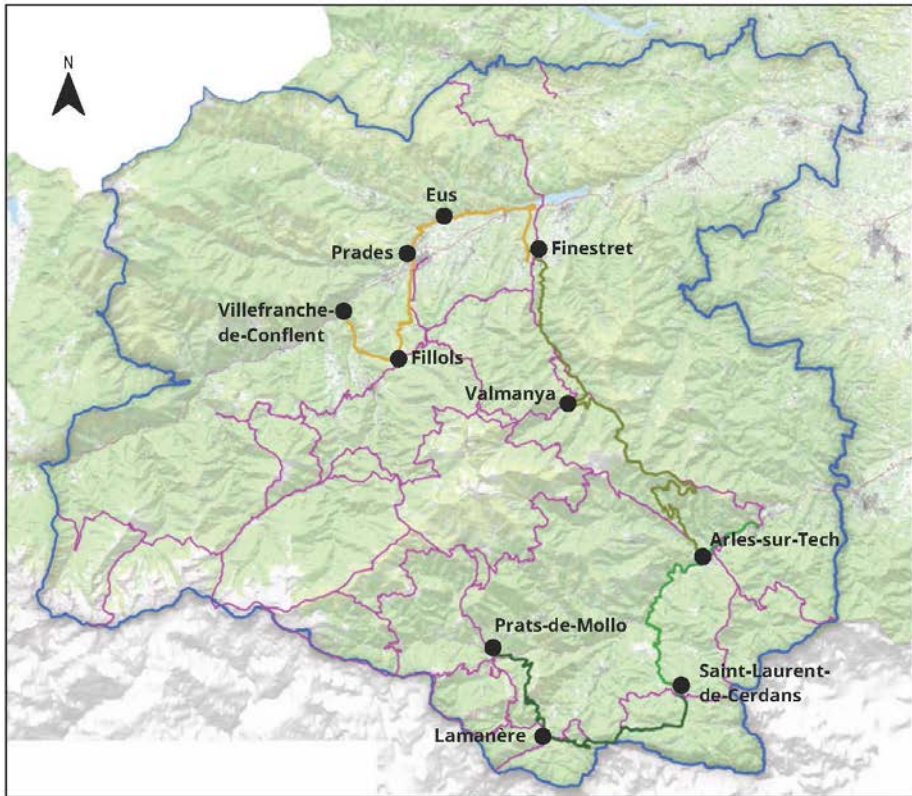 N
Eus
Prades
Finestret
Villefranche-
de-Conflent
Fillols
Valmanya
Arles-sur-Tech
Prats-de-Mollo
Saint-Laurent-
de-Cerdans
Lamanère